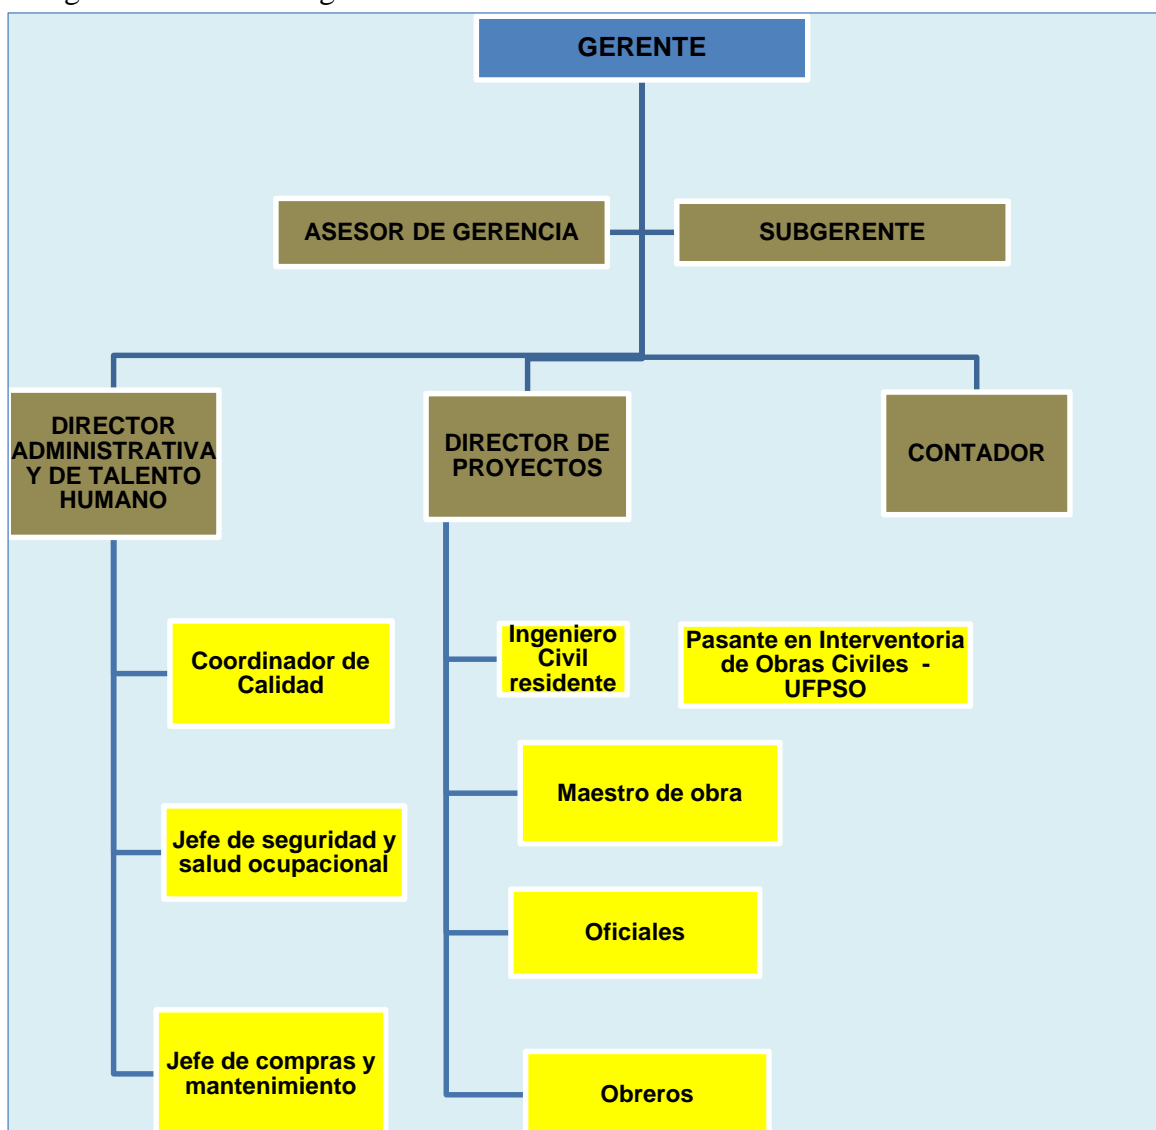 GERENTE
ASESOR DE GERENCIA
SUBGERENTE
DIRECTOR
ADMINISTRATIVA
Y DE TALENTO
HUMANO
DIRECTOR DE
PROYECTOS
CONTADOR
Coordinador de
Calidad
Ingeniero
Civil
residente
Pasante en Interventoria
de Obras Civiles -
UFPSO
Maestro de obra
Jefe de seguridad y
salud ocupacional
Oficiales
Jefe de compras y
mantenimiento
Obreros